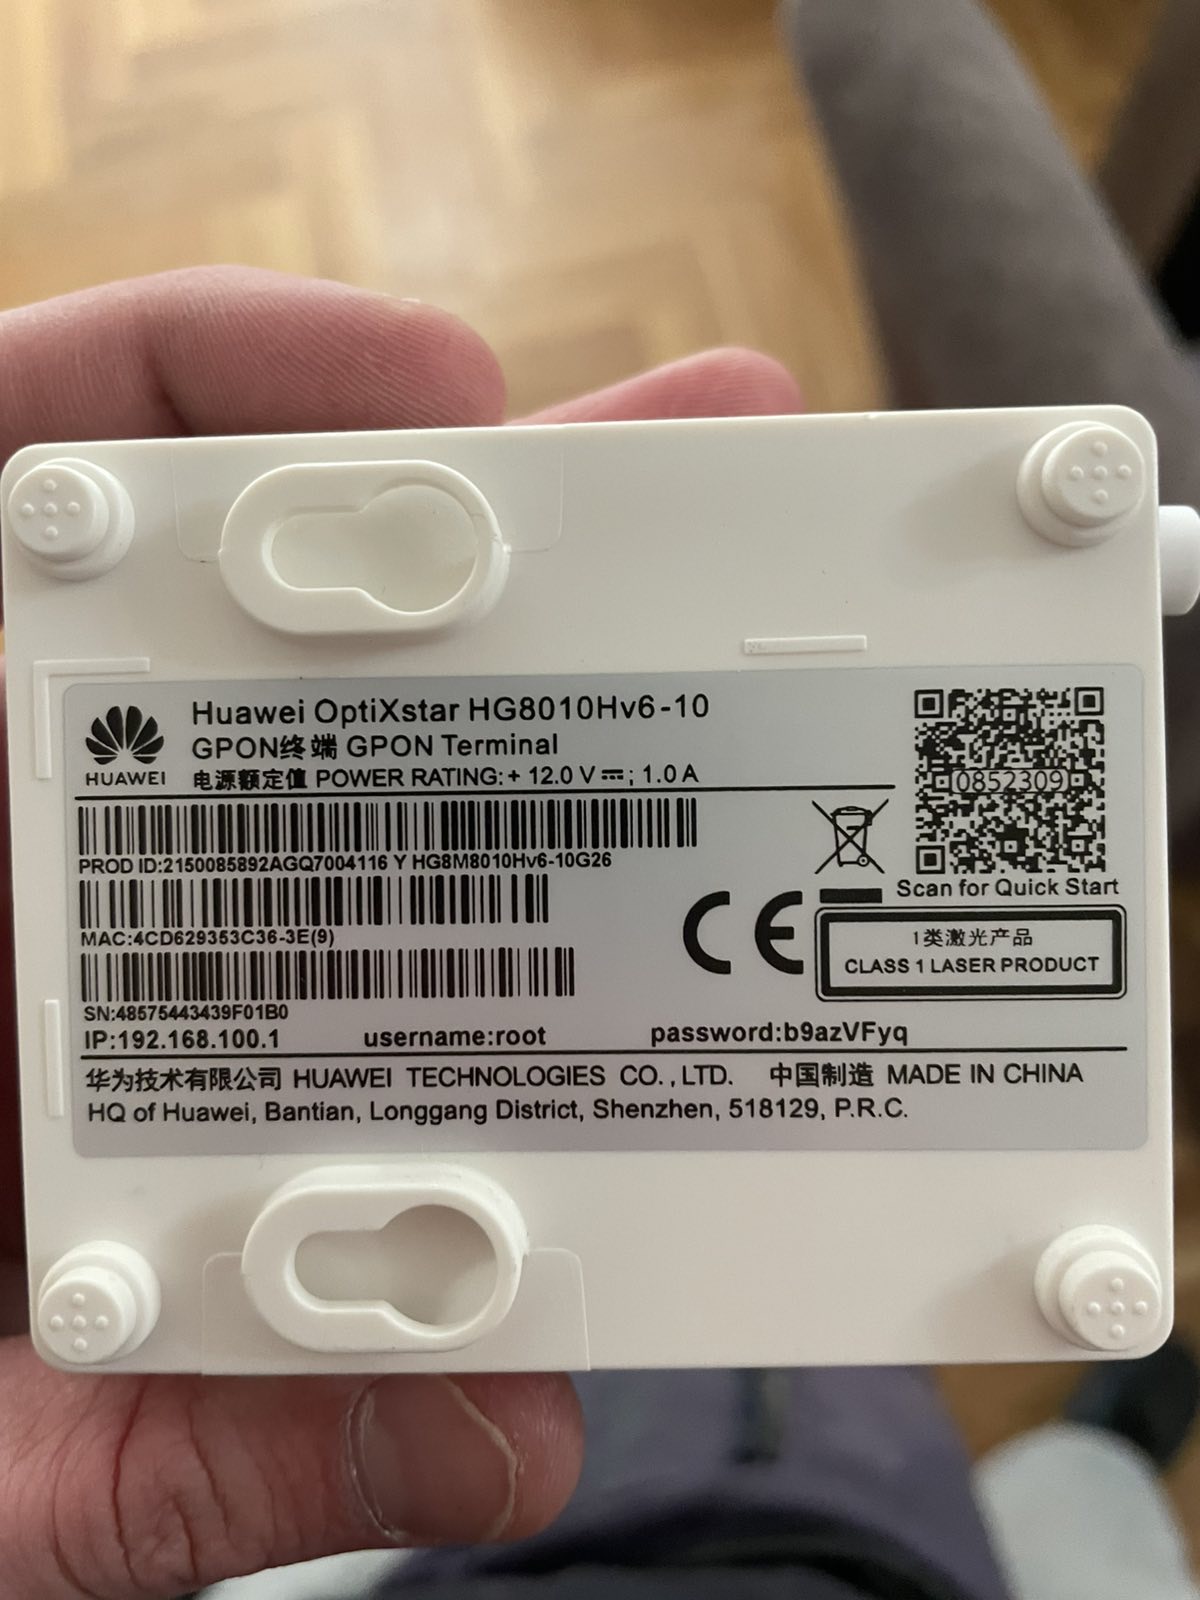 HUAWEI
Huawei OptiXstar HG8010Hv6-10
GPON终端 GPON Terminal
电源额定值 POWER RATING: + 12.0 V ⎓; 1.0 A
0852309
Scan for Quick Start
PROD ID:2150085892AGQ7004116 Y HG8M8010Hv6-10G26
MAC:4CD629353C36-3E(9)
CE
1类激光产品
CLASS 1 LASER PRODUCT
SN:48575443439F01B0
IP:192.168.100.1 username:root password:b9azVFyq
华为技术有限公司 HUAWEI TECHNOLOGIES CO.,LTD. 中国制造 MADE IN CHINA
HQ of Huawei, Bantian, Longgang District, Shenzhen, 518129, P.R.C.